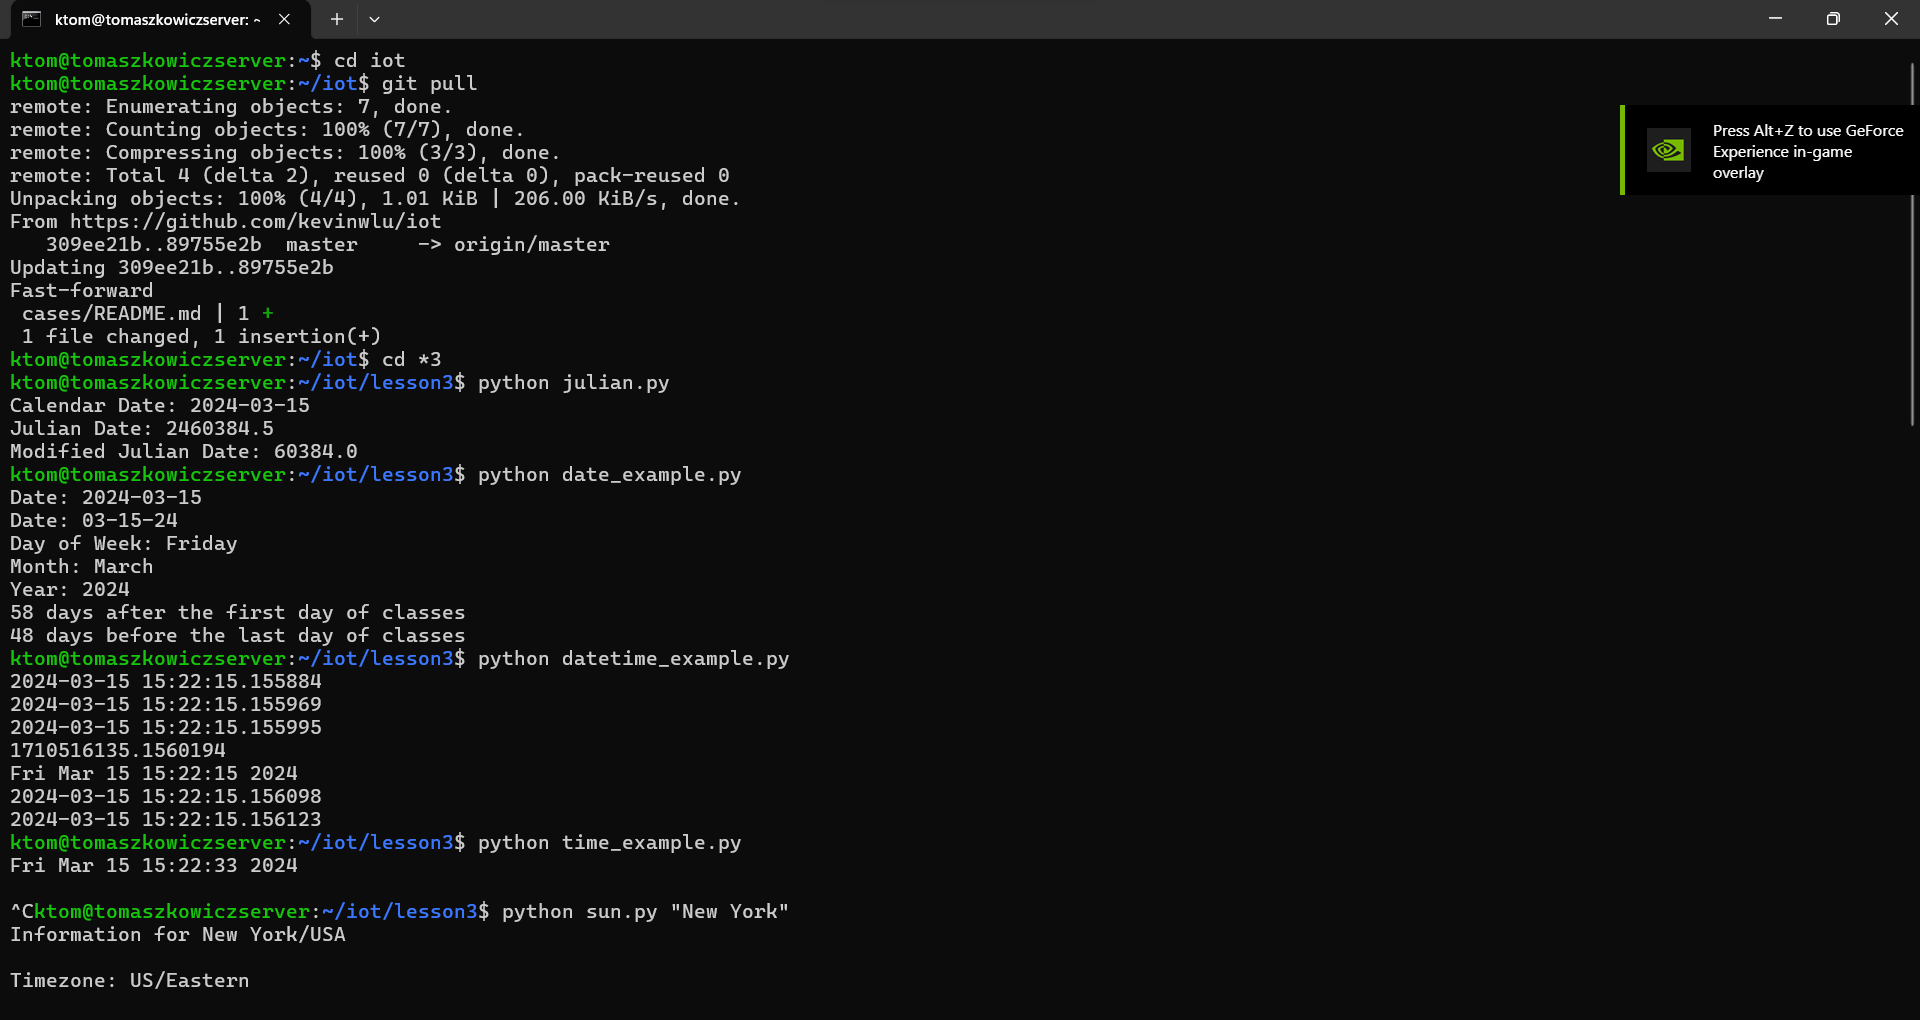 ktom@tomaszkowiczserver: ~
ktom@tomaszkowiczserver:~$ cd iot
ktom@tomaszkowiczserver:~/iot$ git pull
remote: Enumerating objects: 7, done.
remote: Counting objects: 100% (7/7), done.
remote: Compressing objects: 100% (3/3), done.
remote: Total 4 (delta 2), reused 0 (delta 0), pack-reused 0
Unpacking objects: 100% (4/4), 1.01 KiB | 206.00 KiB/s, done.
From https://github.com/kevinwlu/iot
   309ee21b..89755e2b  master     -> origin/master
Updating 309ee21b..89755e2b
Fast-forward
 cases/README.md | 1 +
 1 file changed, 1 insertion(+)
ktom@tomaszkowiczserver:~/iot$ cd *3
ktom@tomaszkowiczserver:~/iot/lesson3$ python julian.py
Calendar Date: 2024-03-15
Julian Date: 2460384.5
Modified Julian Date: 60384.0
ktom@tomaszkowiczserver:~/iot/lesson3$ python date_example.py
Date: 2024-03-15
Date: 03-15-24
Day of Week: Friday
Month: March
Year: 2024
58 days after the first day of classes
48 days before the last day of classes
ktom@tomaszkowiczserver:~/iot/lesson3$ python datetime_example.py
2024-03-15 15:22:15.155884
2024-03-15 15:22:15.155969
2024-03-15 15:22:15.155995
1710516135.1560194
Fri Mar 15 15:22:15 2024
2024-03-15 15:22:15.156098
2024-03-15 15:22:15.156123
ktom@tomaszkowiczserver:~/iot/lesson3$ python time_example.py
Fri Mar 15 15:22:33 2024
^Cktom@tomaszkowiczserver:~/iot/lesson3$ python sun.py "New York"
Information for New York/USA
Timezone: US/Eastern
Press Alt+Z to use GeForce
Experience in-game
overlay